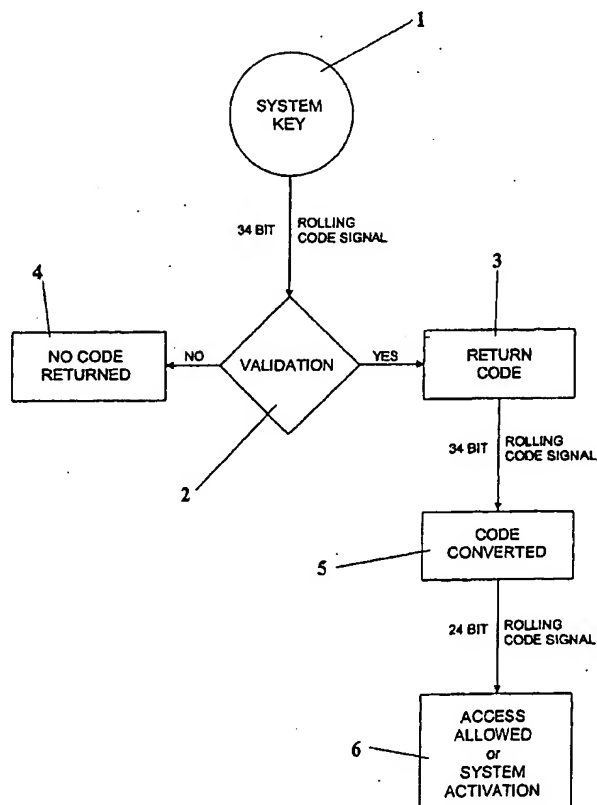 1
SYSTEM
KEY
34 BIT ROLLING
CODE SIGNAL
4
3
NO CODE
RETURNED
NO
VALIDATION
YES
RETURN
CODE
2
34 BIT ROLLING
CODE SIGNAL
CODE
CONVERTED
5
24 BIT ROLLING
CODE SIGNAL
ACCESS
ALLOWED
or
SYSTEM
ACTIVATION
6